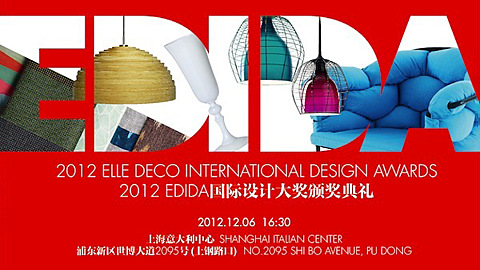 EDIDA
2012 ELLE DECO INTERNATIONAL DESIGN AWARDS
2012 EDIDA国际设计大奖颁奖典礼
2012.12.06 16:30
上海意大利中心 SHANGHAI ITALIAN CENTER
浦东新区世博大道2095号(上钢路口) NO.2095 SHI BO AVENUE, PU DONG